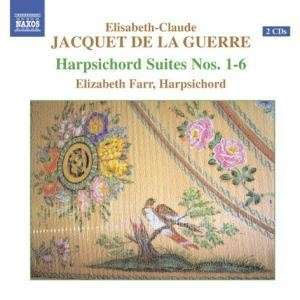 NAXOS
Elisabeth-Claude
JACQUET DE LA GUERRE
2 CDs
Harpsichord Suites Nos. 1-6
Elizabeth Farr, Harpsichord